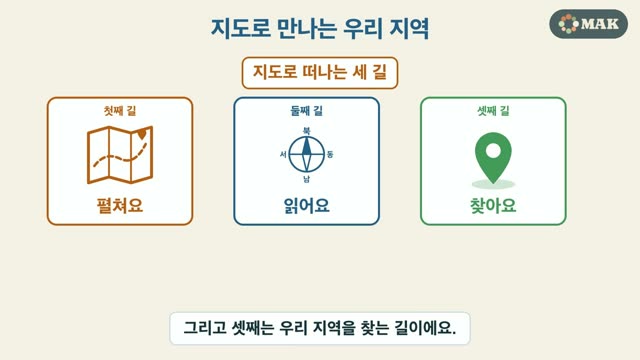 지도로 만나는 우리 지역
MAK
지도로 떠나는 세 길
첫째 길
펼쳐요
둘째 길
북
서
동
남
읽어요
셋째 길
찾아요
그리고 셋째는 우리 지역을 찾는 길이에요.